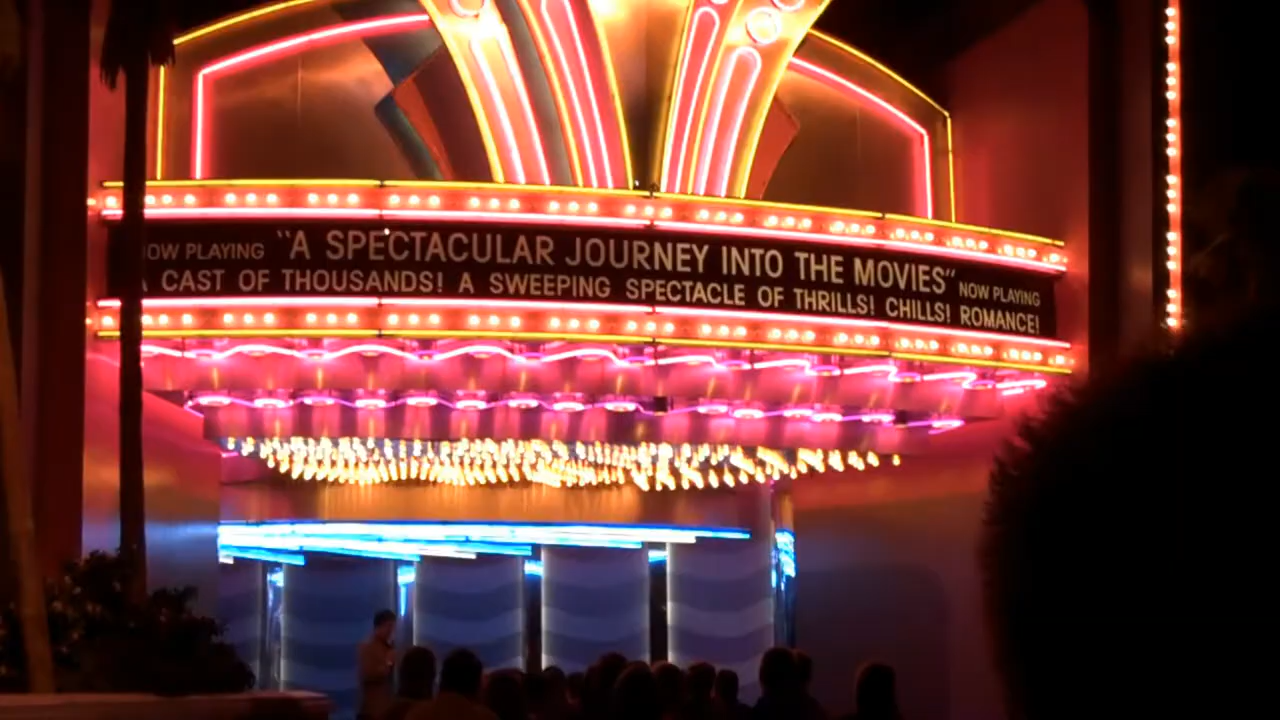 NOW PLAYING "A SPECTACULAR JOURNEY INTO THE MOVIES" NOW PLAYING
A CAST OF THOUSANDS! A SWEEPING SPECTACLE OF THRILLS! CHILLS! ROMANCE!